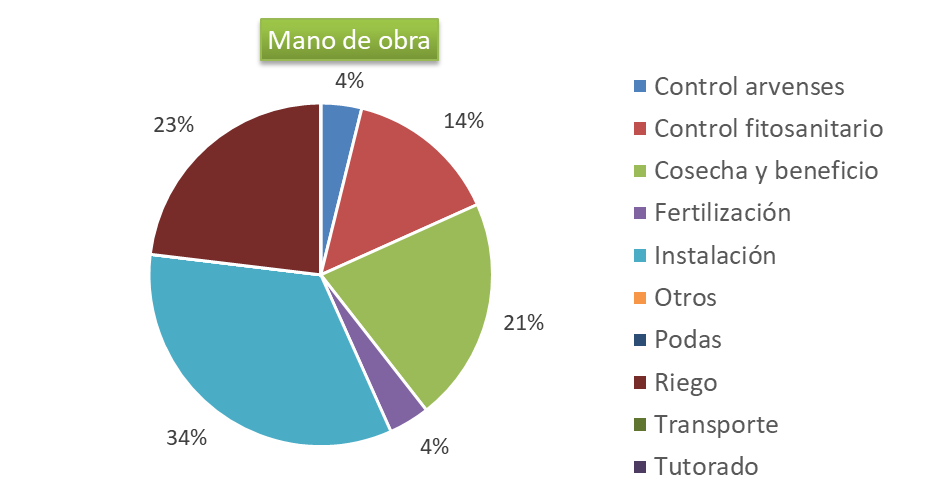 Mano de obra
4%
14%
23%
21%
34%
4%
Control arvenses
Control fitosanitario
Cosecha y beneficio
Fertilización
Instalación
Otros
Podas
Riego
Transporte
Tutorado